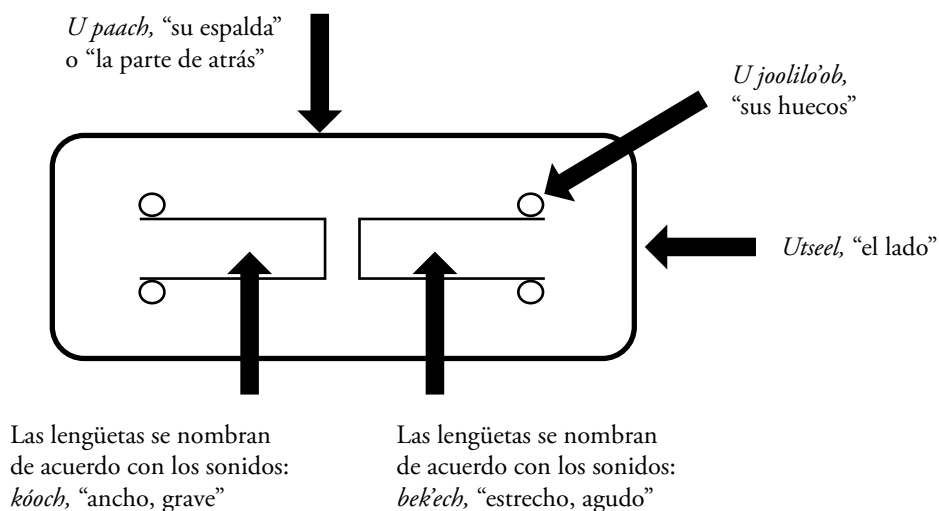 U paach, “su espalda”
o “la parte de atrás”
U joolilo’ob,
“sus huecos”
Utseel, “el lado”
Las lengüetas se nombran
de acuerdo con los sonidos:
kóoch, “ancho, grave”
Las lengüetas se nombran
de acuerdo con los sonidos:
bek’ech, “estrecho, agudo”